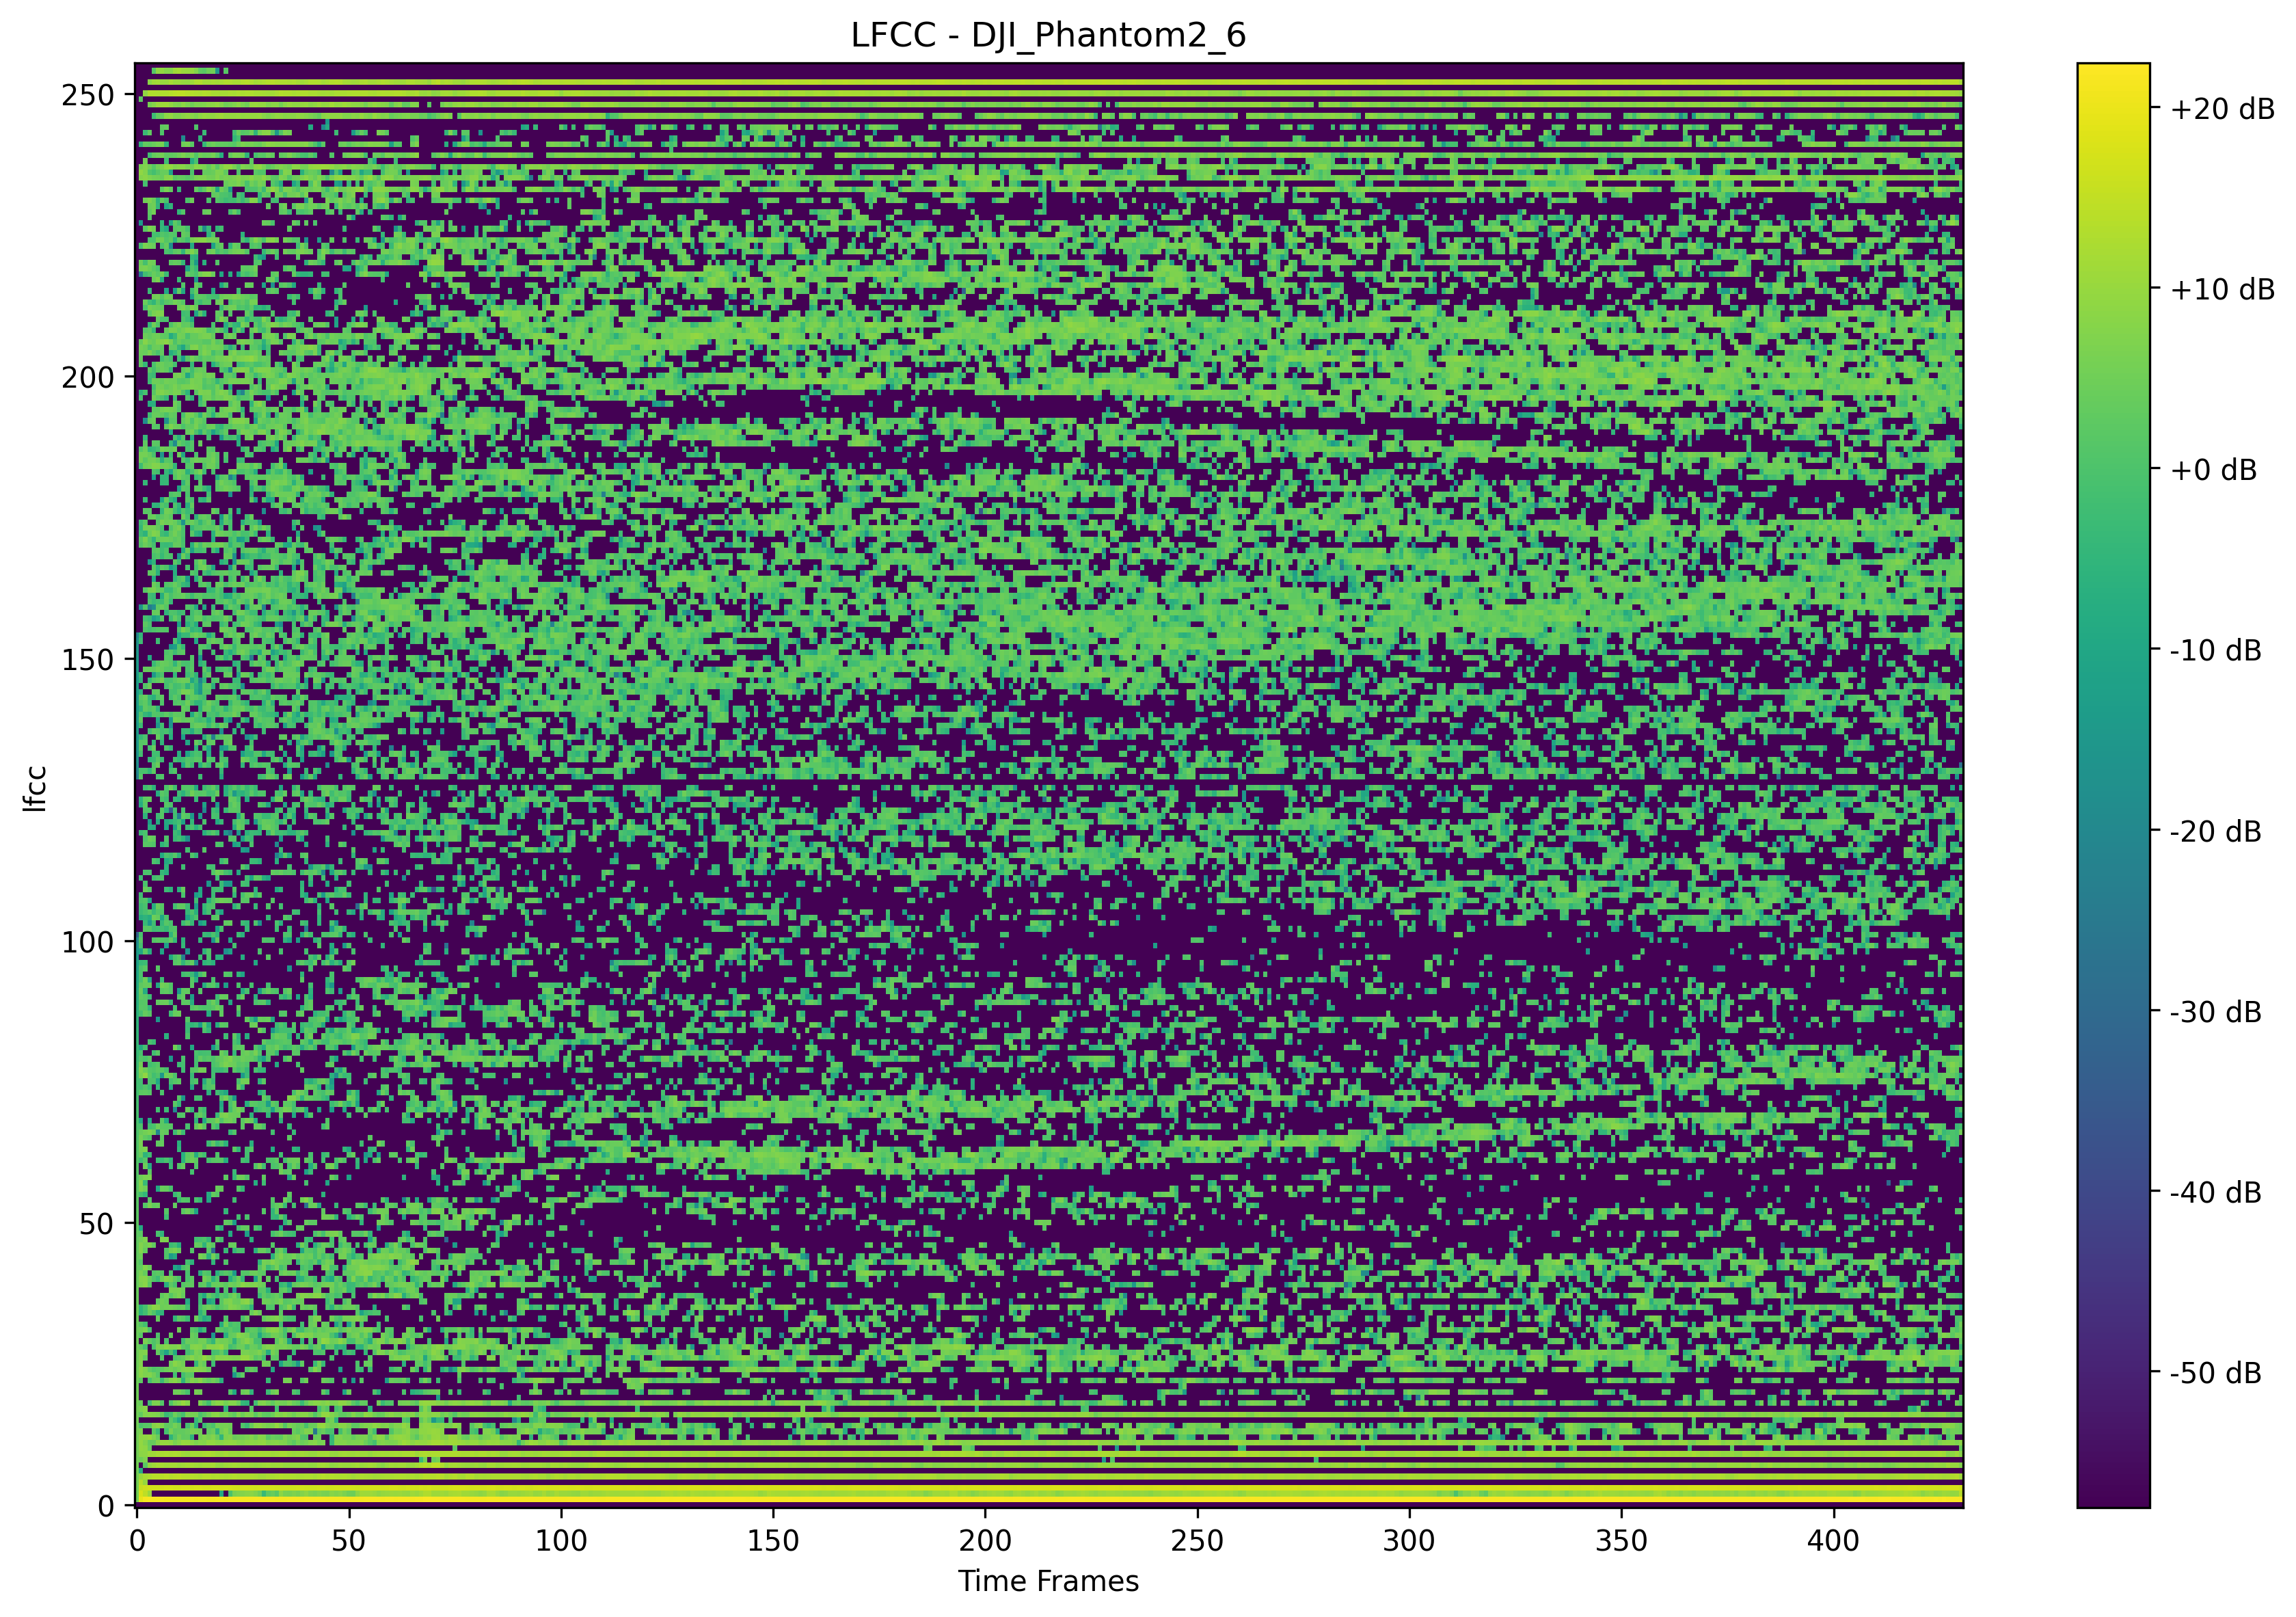 LFCC - DJI_Phantom2_6
lfcc
250
200
150
100
50
0
0 50 100 150 200 250 300 350 400
Time Frames
+20 dB
+10 dB
+0 dB
-10 dB
-20 dB
-30 dB
-40 dB
-50 dB